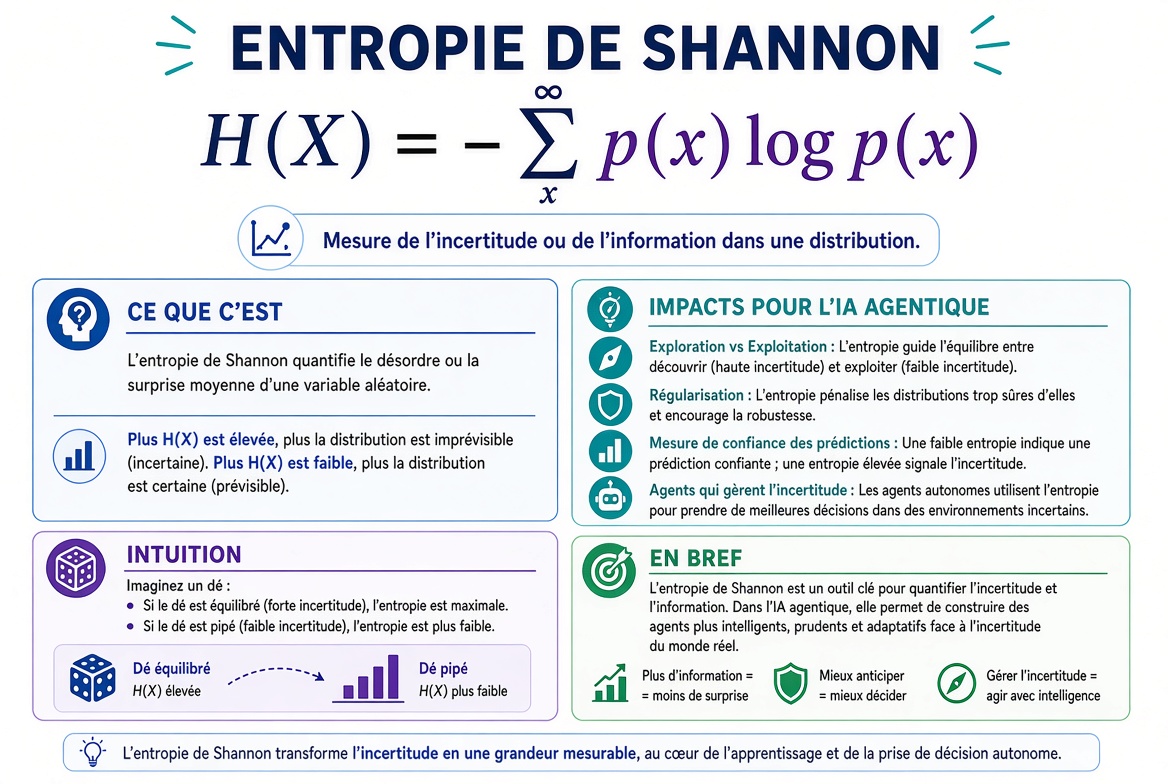 ENTROPIE DE SHANNON
H(X) = − ∑ₓ^∞ p(x) log p(x)
Mesure de l'incertitude ou de l'information dans une distribution.
CE QUE C'EST
L'entropie de Shannon quantifie le désordre ou la
surprise moyenne d'une variable aléatoire.
Plus H(X) est élevée, plus la distribution est imprévisible
(incertaine). Plus H(X) est faible, plus la distribution
est certaine (prévisible).
IMPACTS POUR L'IA AGENTIQUE
Exploration vs Exploitation : L'entropie guide l'équilibre entre
découvrir (haute incertitude) et exploiter (faible incertitude).
Régularisation : L'entropie pénalise les distributions trop sûres d'elles
et encourage la robustesse.
Mesure de confiance des prédictions : Une faible entropie indique une
prédiction confiante ; une entropie élevée signale l'incertitude.
Agents qui gèrent l'incertitude : Les agents autonomes utilisent l'entropie
pour prendre de meilleures décisions dans des environnements incertains.
INTUITION
Imaginez un dé :
• Si le dé est équilibré (forte incertitude), l'entropie est maximale.
• Si le dé est pipé (faible incertitude), l'entropie est plus faible.
Dé équilibré
H(X) élevée
Dé pipé
H(X) plus faible
EN BREF
L'entropie de Shannon est un outil clé pour quantifier l'incertitude et
l'information. Dans l'IA agentique, elle permet de construire des
agents plus intelligents, prudents et adaptatifs face à l'incertitude
du monde réel.
Plus d'information =
= moins de surprise
Mieux anticiper
= mieux décider
Gérer l'incertitude =
agir avec intelligence
L'entropie de Shannon transforme l'incertitude en une grandeur mesurable, au cœur de l'apprentissage et de la prise de décision autonome.